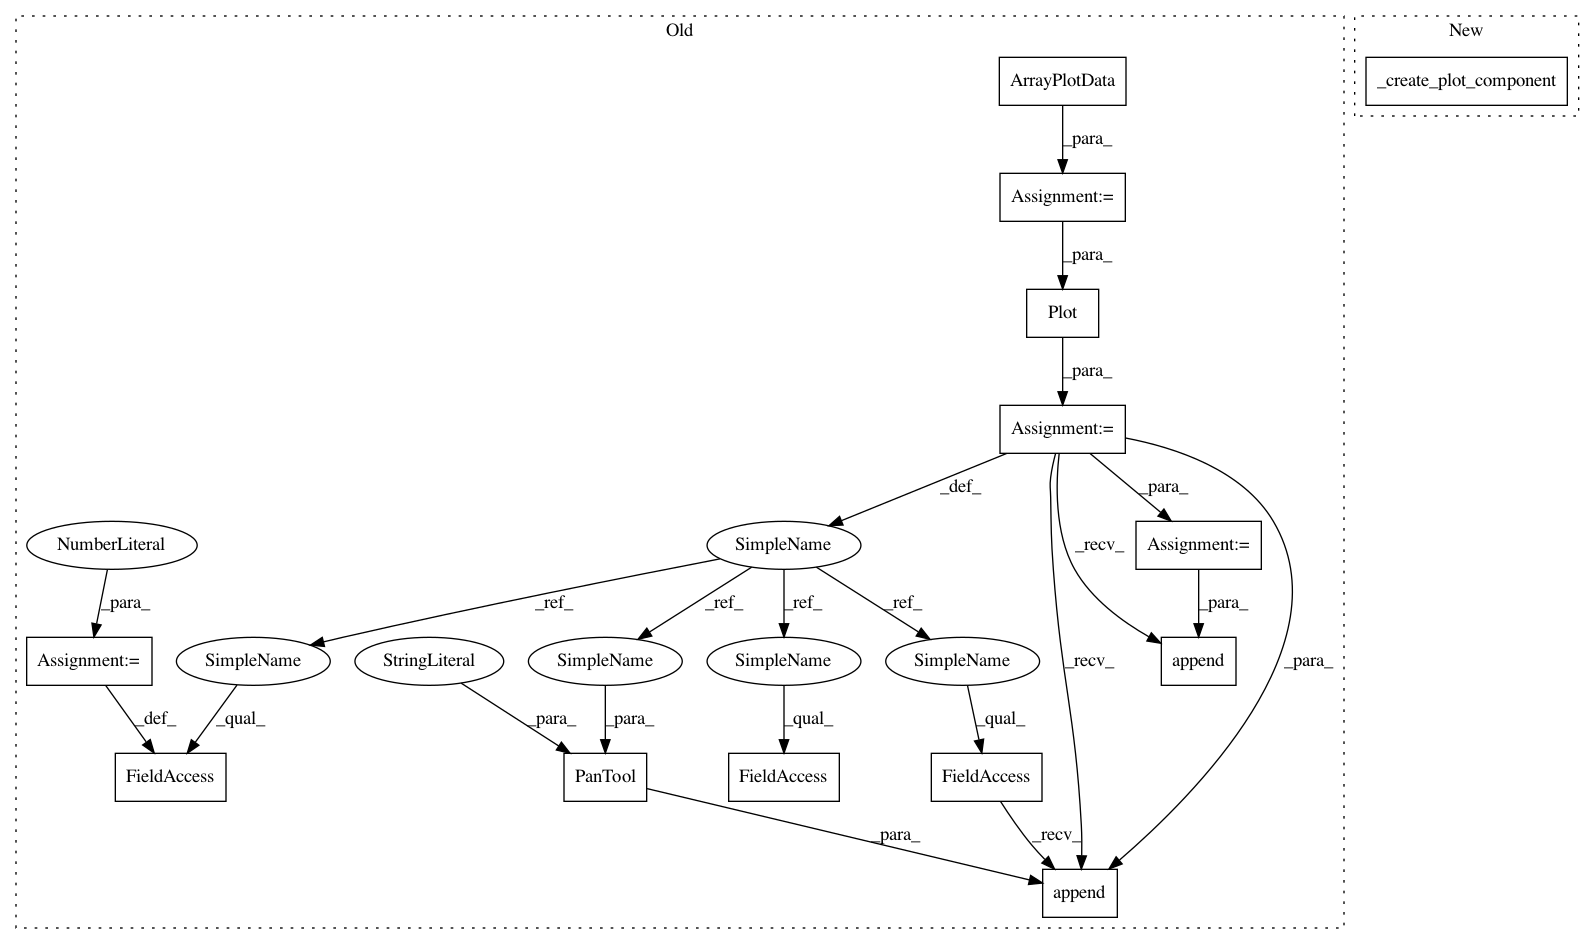 Old
New
ArrayPlotData
_create_plot_component
_para_
Assignment:=
_para_
Plot
_para_
Assignment:=
_def_
_para_
NumberLiteral
SimpleName
_recv_
Assignment:=
_para_
_ref_
_ref_
_ref_
_ref_
_para_
Assignment:=
SimpleName
StringLiteral
SimpleName
SimpleName
SimpleName
_recv_
append
_para_
_def_
_qual_
_para_
_para_
_qual_
_qual_
FieldAccess
PanTool
FieldAccess
FieldAccess
_para_
_recv_
append